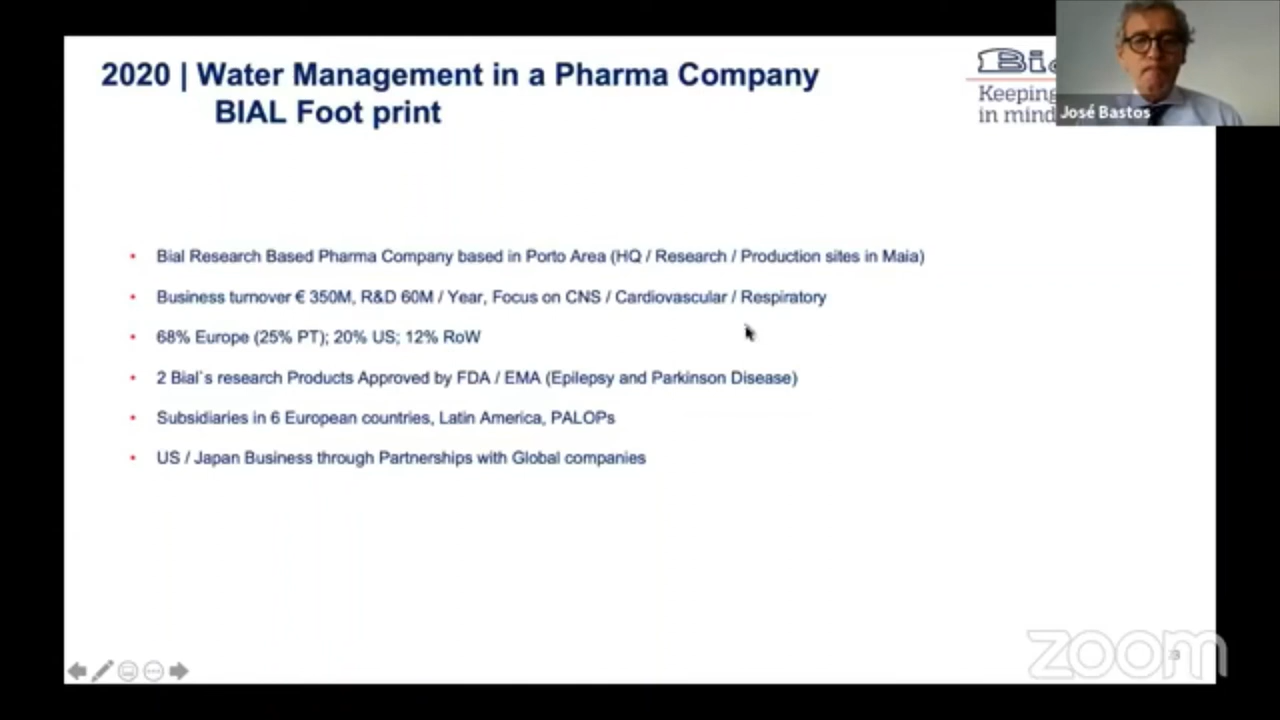 2020 | Water Management in a Pharma Company
BIAL Foot print
Keeping
in mind
José Bastos
• Bial Research Based Pharma Company based in Porto Area (HQ / Research / Production sites in Maia)
• Business turnover € 350M, R&D 60M / Year, Focus on CNS / Cardiovascular / Respiratory
• 68% Europe (25% PT); 20% US; 12% RoW
• 2 Bial`s research Products Approved by FDA / EMA (Epilepsy and Parkinson Disease)
• Subsidiaries in 6 European countries, Latin America, PALOPs
• US / Japan Business through Partnerships with Global companies
zoom